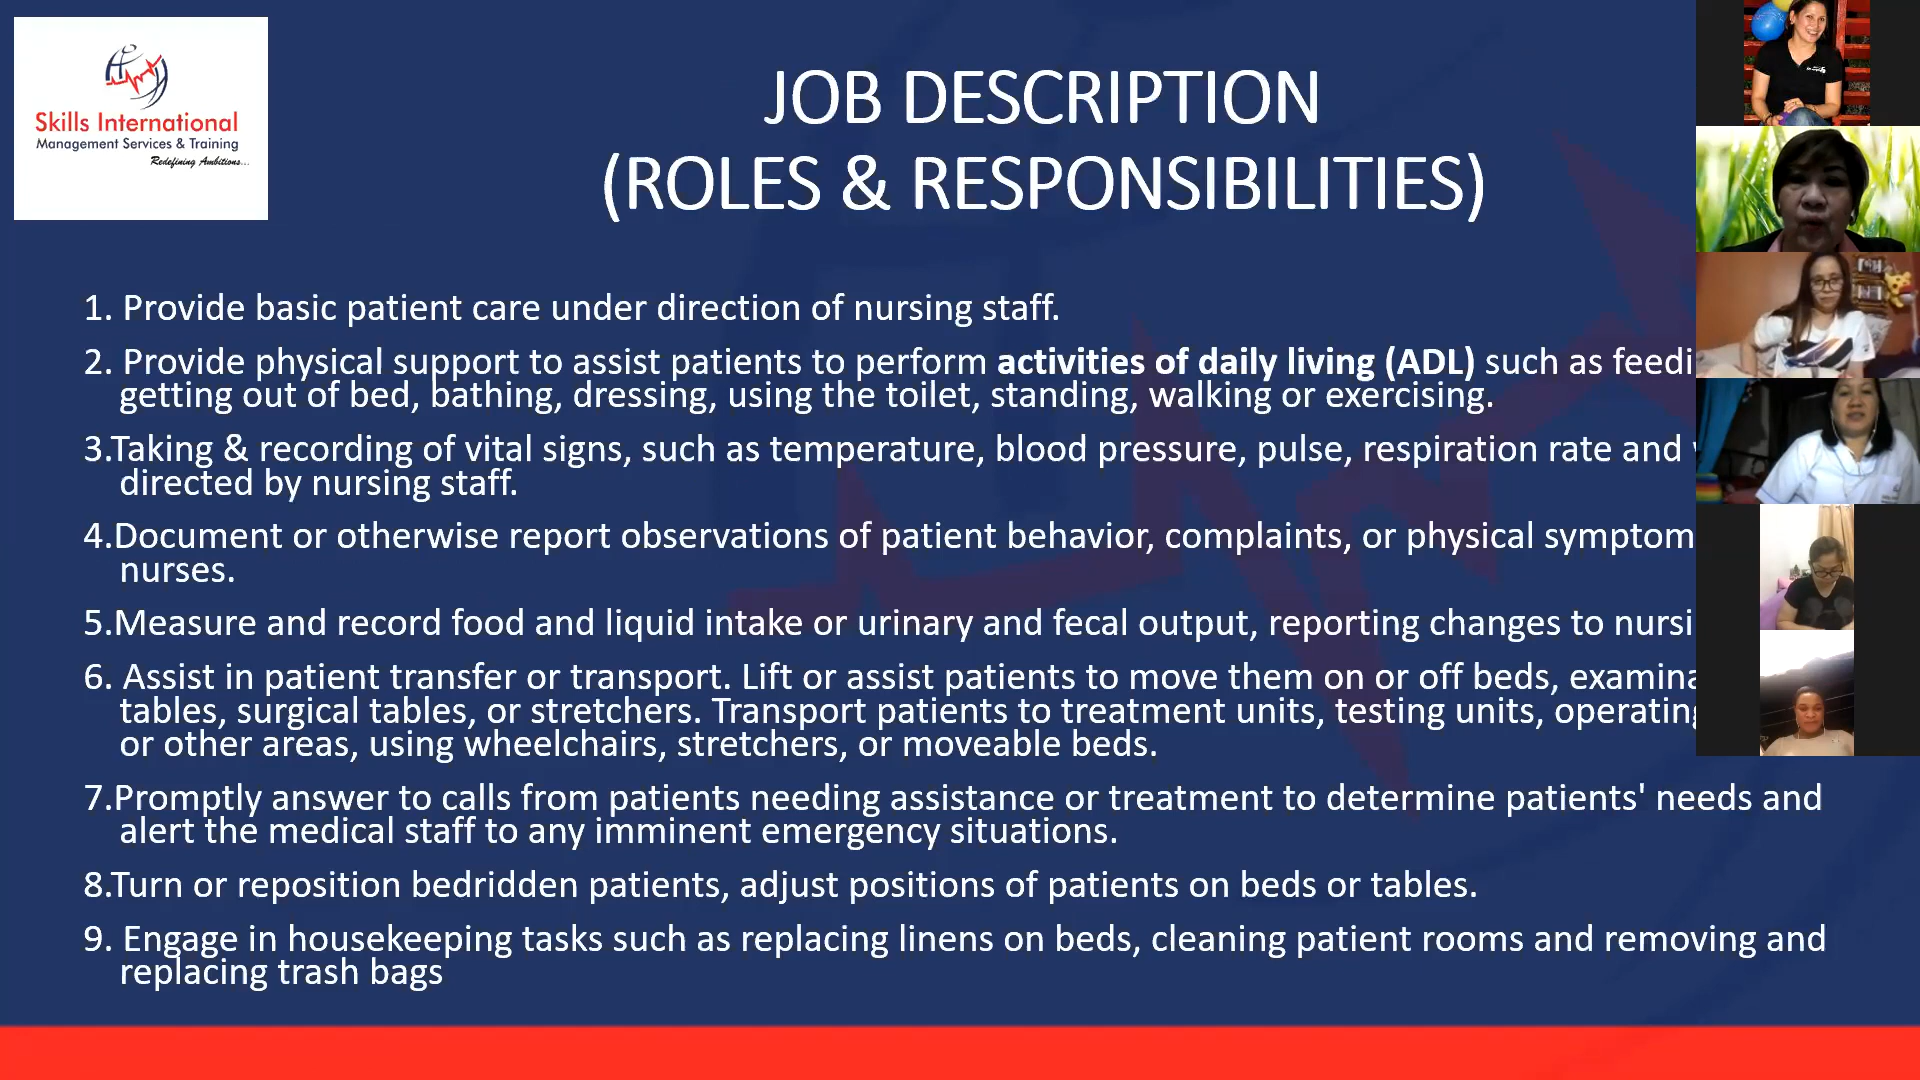 Skills International
Management Services & Training
Redefining Ambitions...
JOB DESCRIPTION
(ROLES & RESPONSIBILITIES)
1. Provide basic patient care under direction of nursing staff.
2. Provide physical support to assist patients to perform activities of daily living (ADL) such as
getting out of bed, bathing, dressing, using the toilet, standing, walking or exercising.
3.Taking & recording of vital signs, such as temperature, blood pressure, pulse, respiration rate and
directed by nursing staff.
4.Document or otherwise report observations of patient behavior, complaints, or physical
nurses.
5.Measure and record food and liquid intake or urinary and fecal output, reporting changes to
6. Assist in patient transfer or transport. Lift or assist patients to move them on or off beds,
tables, surgical tables, or stretchers. Transport patients to treatment units, testing units,
or other areas, using wheelchairs, stretchers, or moveable beds.
7.Promptly answer to calls from patients needing assistance or treatment to determine patients' needs and
alert the medical staff to any imminent emergency situations.
8.Turn or reposition bedridden patients, adjust positions of patients on beds or tables.
9. Engage in housekeeping tasks such as replacing linens on beds, cleaning patient rooms and removing and
replacing trash bags